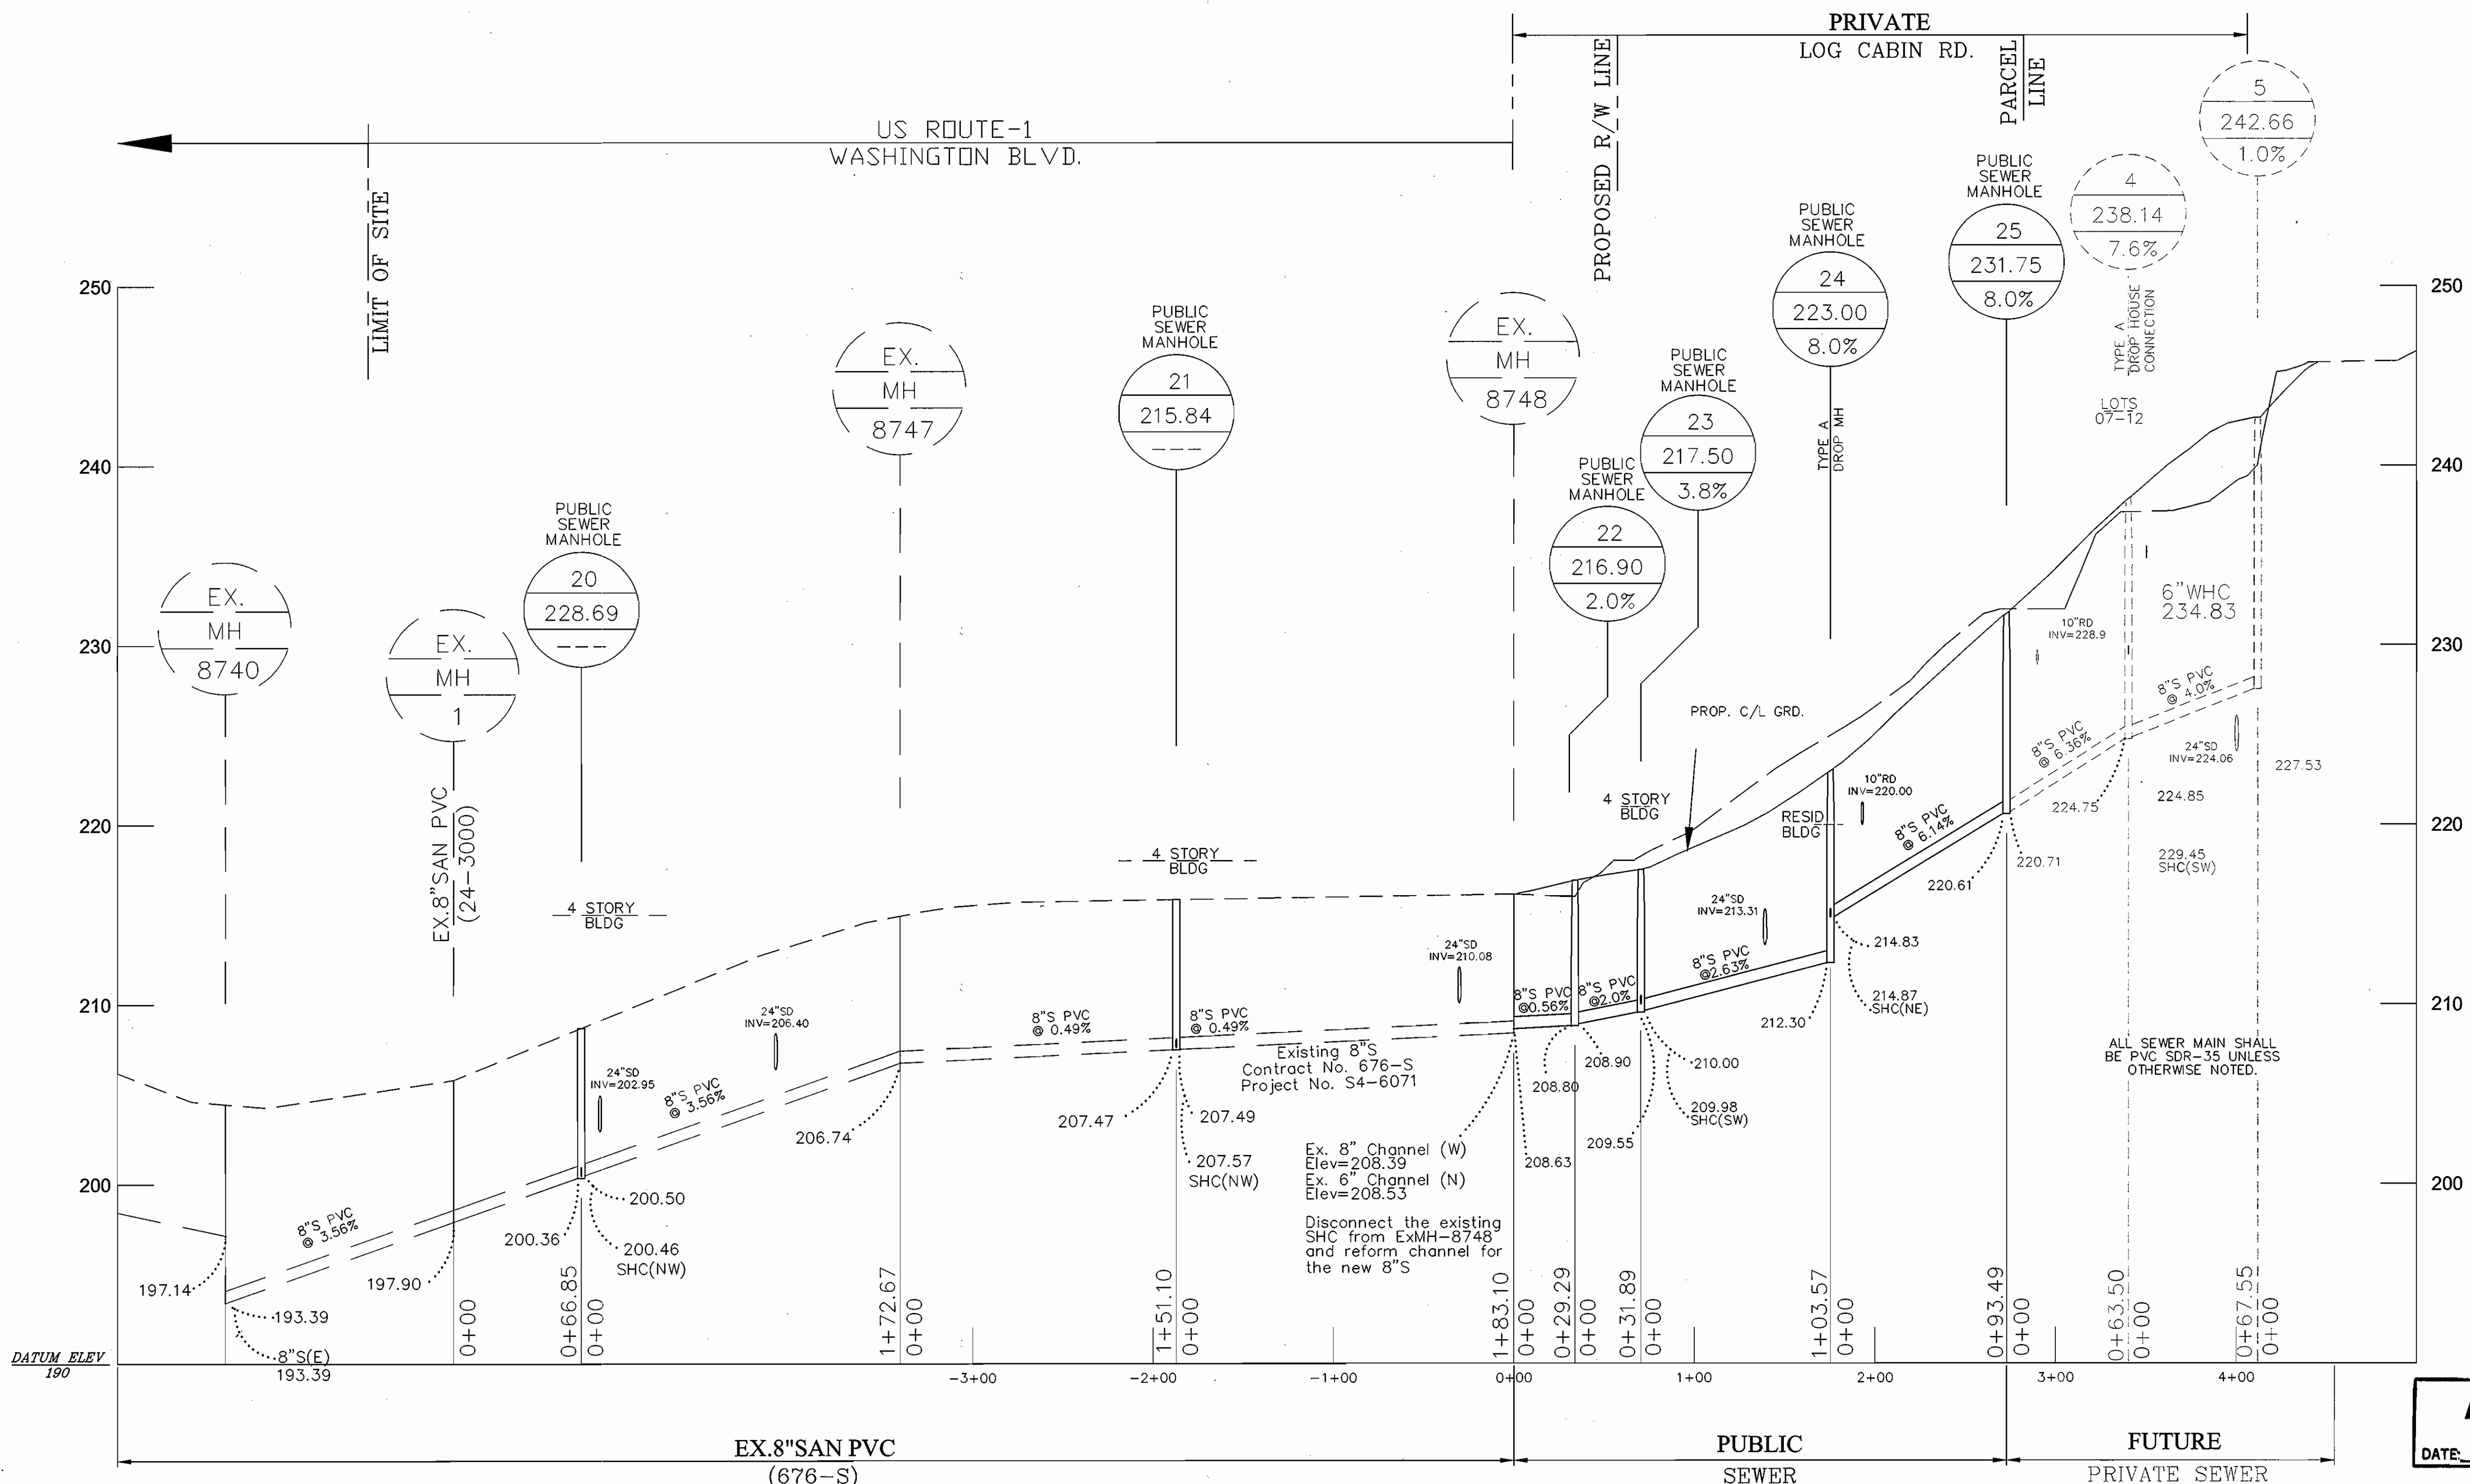 PRIVATE
LOG CABIN RD.
US ROUTE-1
WASHINGTON BLVD.
LIMIT OF SITE
PROPOSED R/W LINE
PARCEL
LINE
5
242.66
1.0%
4
238.14
7.6%
TYPE A
DROP HOUSE
CONNECTION
LOTS
07-12
PUBLIC
SEWER
MANHOLE
25
231.75
8.0%
PUBLIC
SEWER
MANHOLE
24
223.00
8.0%
TYPE A
DROP MH
PUBLIC
SEWER
MANHOLE
23
217.50
3.8%
PUBLIC
SEWER
MANHOLE
22
216.90
2.0%
EX.
MH
8748
PUBLIC
SEWER
MANHOLE
21
215.84
---
EX.
MH
8747
PUBLIC
SEWER
MANHOLE
20
228.69
---
EX.
MH
1
EX.
MH
8740
EX.8"SAN PVC
(24-3000)
250
240
230
220
210
200
250
240
230
220
210
200
4 STORY
BLDG
4 STORY
BLDG
4 STORY
BLDG
RESID
BLDG
PROP. C/L GRD.
10"RD
INV=228.9
6"WHC
234.83
8"S PVC
@ 4.0%
8"S PVC
@ 6.36%
24"SD
INV=224.06
227.53
224.75
224.85
229.45
SHC(SW)
10"RD
INV=220.00
8"S PVC
@ 6.14%
220.61
220.71
24"SD
INV=213.31
8"S PVC
@2.63%
214.83
214.87
SHC(NE)
212.30
8"S PVC
@0.56%
8"S PVC
@2.0%
208.80
208.90
210.00
209.98
SHC(SW)
209.55
208.63
24"SD
INV=210.08
8"S PVC
@ 0.49%
8"S PVC
@ 0.49%
Existing 8"S
Contract No. 676-S
Project No. S4-6071
207.47
207.49
207.57
SHC(NW)
Ex. 8" Channel (W)
Elev=208.39
Ex. 6" Channel (N)
Elev=208.53
Disconnect the existing
SHC from ExMH-8748
and reform channel for
the new 8"S
24"SD
INV=206.40
206.74
24"SD
INV=202.95
8"S PVC
@ 3.56%
200.50
200.36
200.46
SHC(NW)
8"S PVC
@ 3.56%
197.14
197.90
193.39
8"S(E)
193.39
ALL SEWER MAIN SHALL
BE PVC SDR-35 UNLESS
OTHERWISE NOTED.
0+00
0+66.85
0+00
1+72.67
0+00
1+51.10
0+00
1+83.10
0+00
0+29.29
0+00
0+31.89
0+00
1+03.57
0+00
0+93.49
0+00
0+63.50
0+00
0+67.55
0+00
DATUM ELEV
190
-3+00
-2+00
-1+00
0+00
1+00
2+00
3+00
4+00
EX.8"SAN PVC
(676-S)
PUBLIC
SEWER
FUTURE
PRIVATE SEWER
DATE: